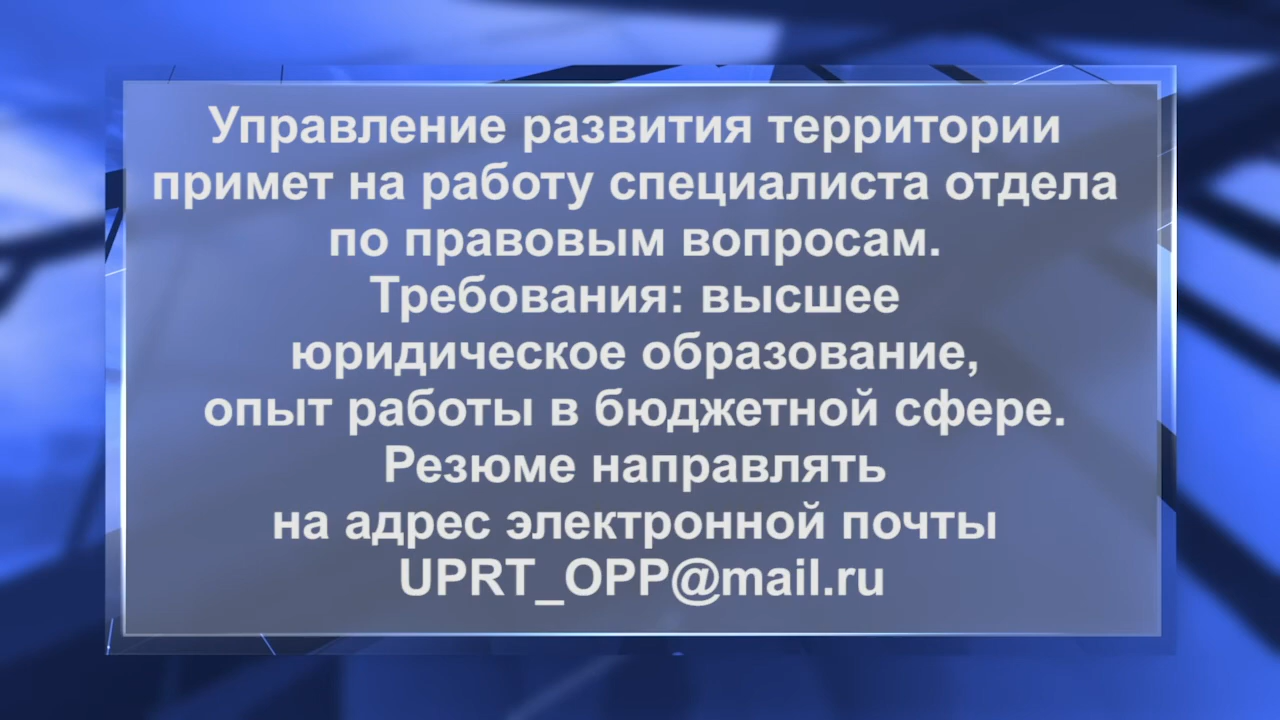 Управление развития территории
примет на работу специалиста отдела
по правовым вопросам.
Требования: высшее
юридическое образование,
опыт работы в бюджетной сфере.
Резюме направлять
на адрес электронной почты
UPRT_OPP@mail.ru